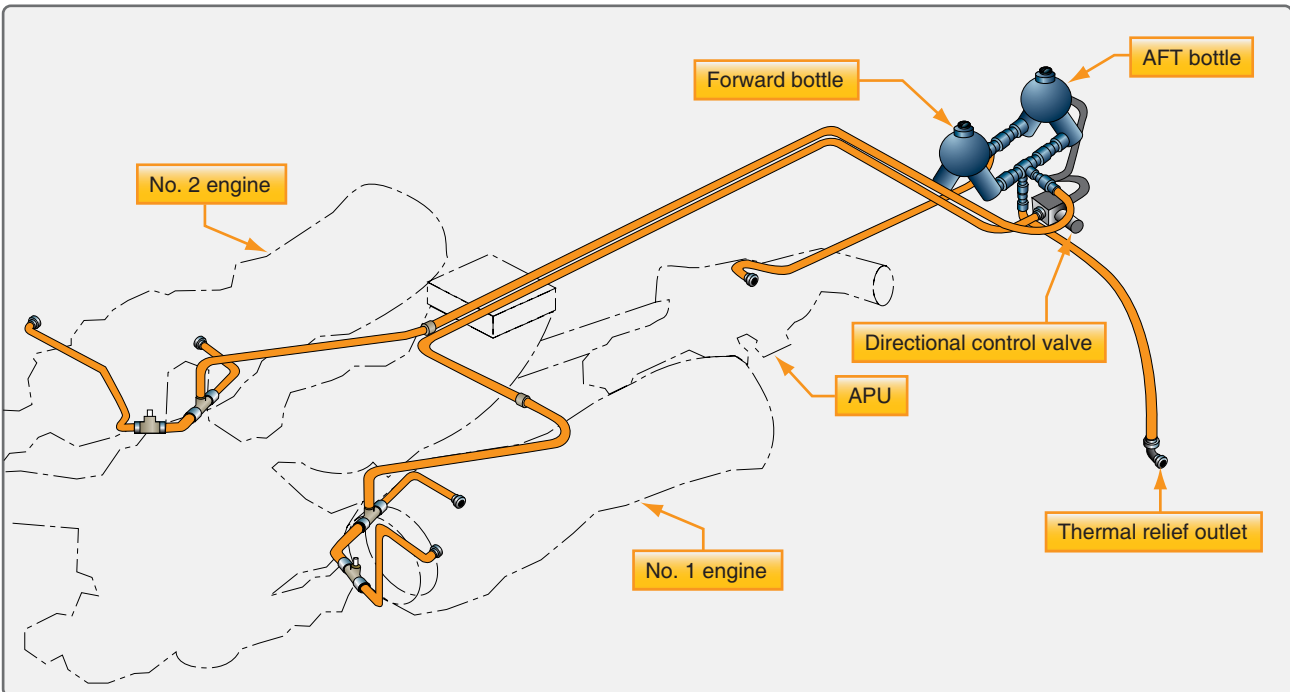 AFT bottle
Forward bottle
No. 2 engine
Directional control valve
APU
Thermal relief outlet
No. 1 engine